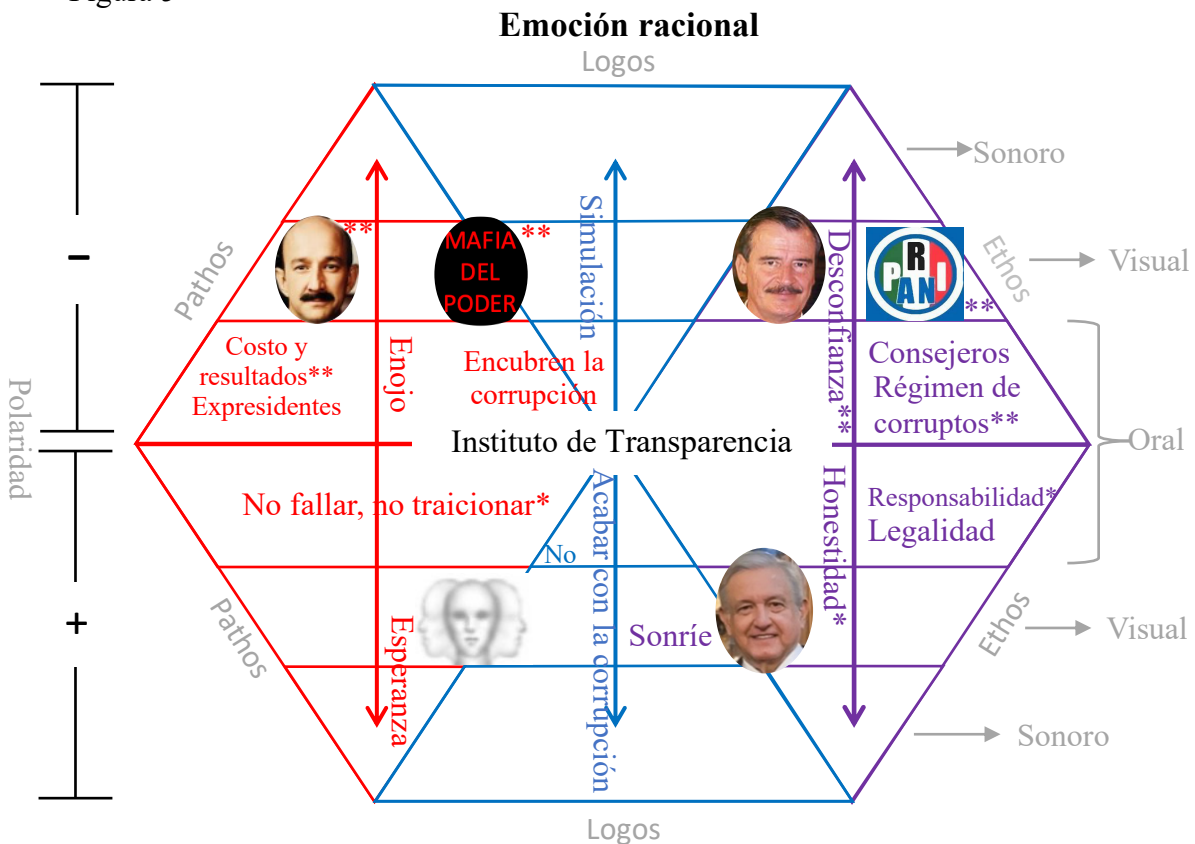 Figura 3
Emoción racional
Logos
Sonoro
Pathos
**
MAFIA
DEL
PODER
**
Simulación
Desconfianza**
PRI
PAN
**
Ethos
Visual
-
Enojo
Costo y
resultados**
Expresidentes
Encubren la
corrupción
Consejeros
Régimen de
corruptos**
Polaridad
Instituto de Transparencia
Oral
No fallar, no traicionar*
Acabar con la corrupción
Honestidad*
Responsabilidad*
Legalidad
No
+
Pathos
Esperanza
Sonríe
Ethos
Visual
Sonoro
Logos